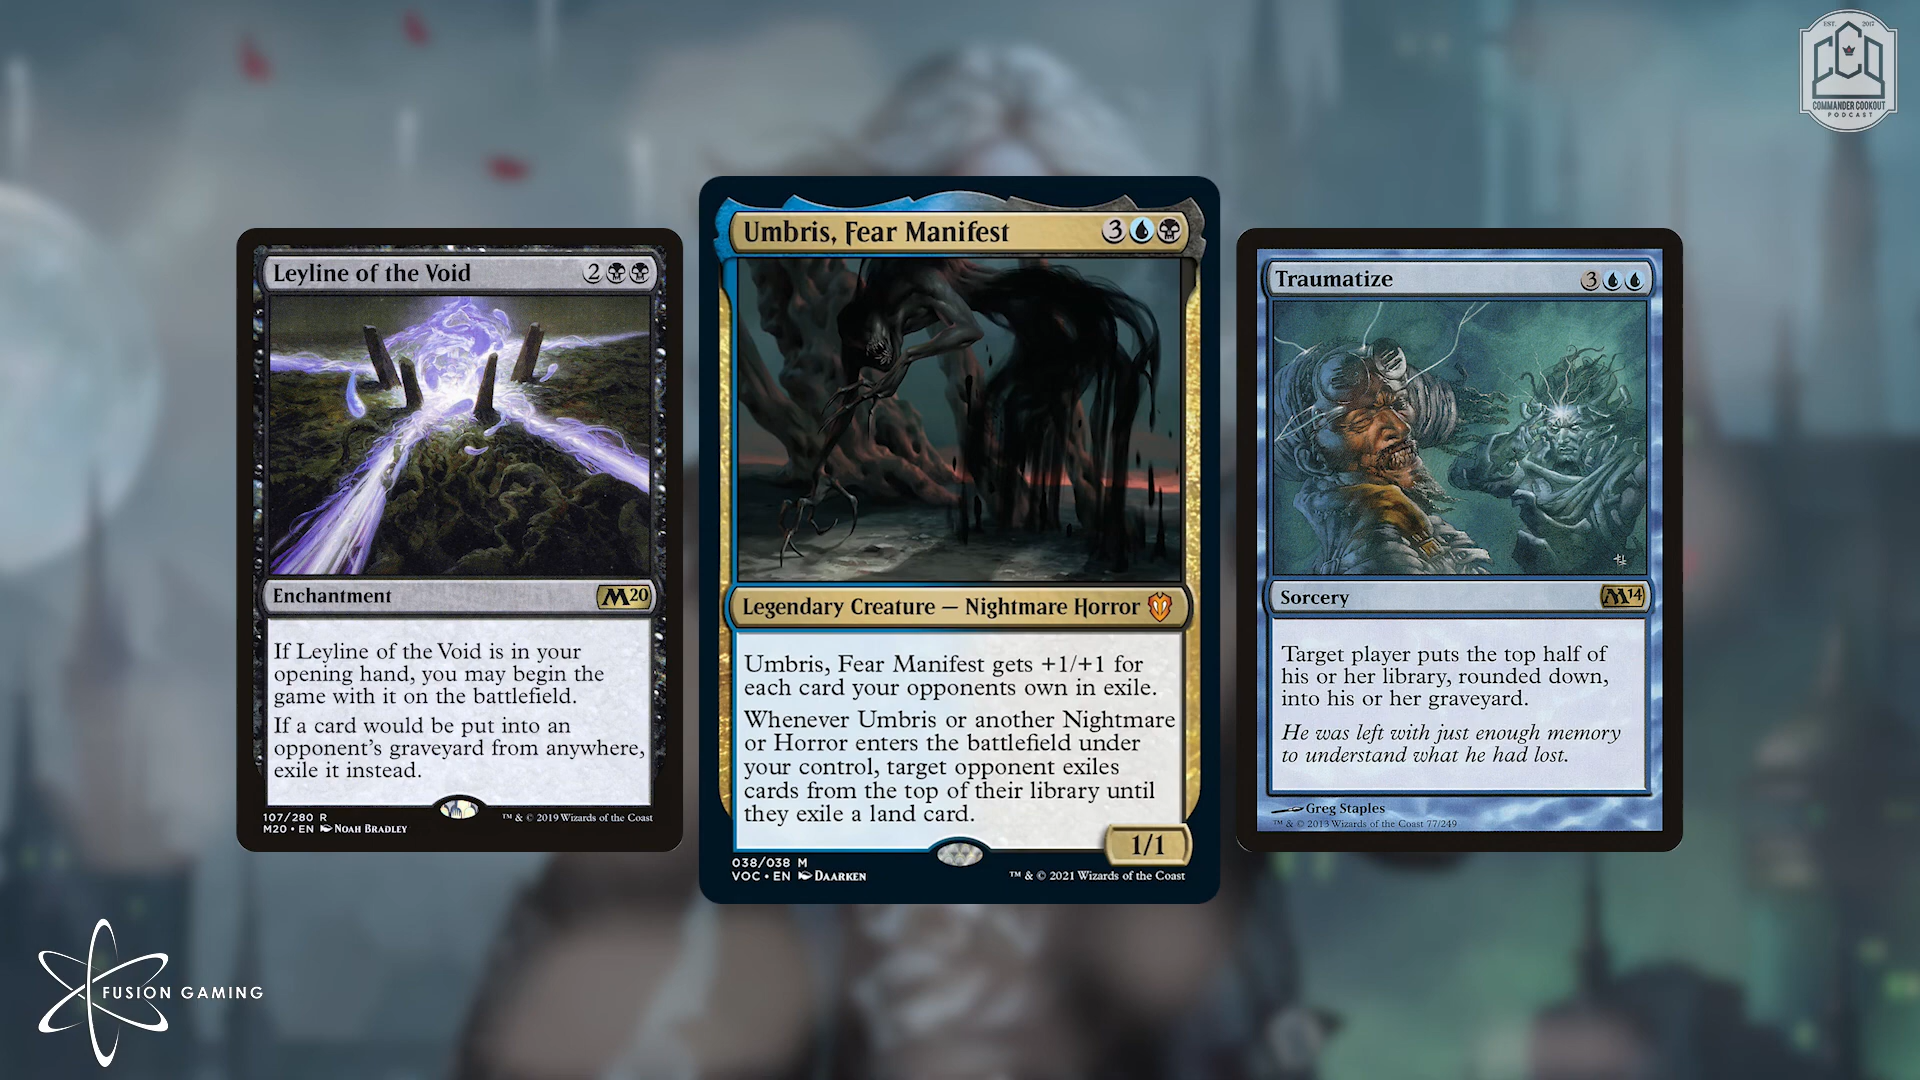 EST. 2017
CCO
COMMANDER COOKOUT
PODCAST
Leyline of the Void 2
Enchantment M20
If Leyline of the Void is in your
opening hand, you may begin the
game with it on the battlefield.
If a card would be put into an
opponent's graveyard from anywhere,
exile it instead.
107/280 R
M20 • EN NOAH BRADLEY
™ & © 2019 Wizards of the Coast
Umbris, Fear Manifest 3
Legendary Creature — Nightmare Horror
Umbris, Fear Manifest gets +1/+1 for
each card your opponents own in exile.
Whenever Umbris or another Nightmare
or Horror enters the battlefield under
your control, target opponent exiles
cards from the top of their library until
they exile a land card.
1/1
038/038 M
VOC • EN DAARKEN
™ & © 2021 Wizards of the Coast
Traumatize 3
Sorcery M14
Target player puts the top half of
his or her library, rounded down,
into his or her graveyard.
He was left with just enough memory
to understand what he had lost.
Greg Staples
™ & © 2013 Wizards of the Coast 77/249
FUSION GAMING